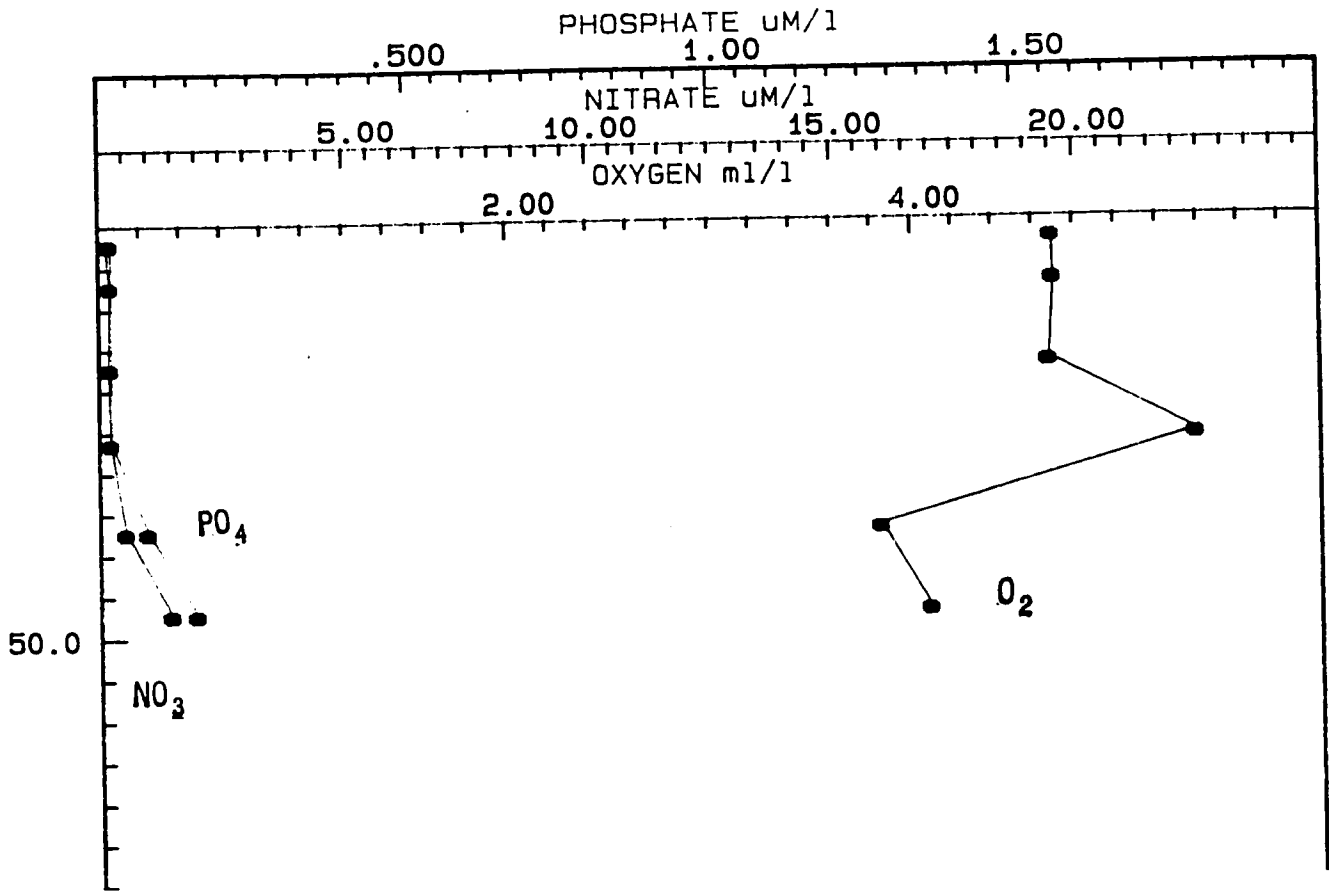 PHOSPHATE uM/l
.500 1.00 1.50
NITRATE uM/l
5.00 10.00 15.00 20.00
OXYGEN ml/l
2.00 4.00
PO4
O2
50.0
NO3